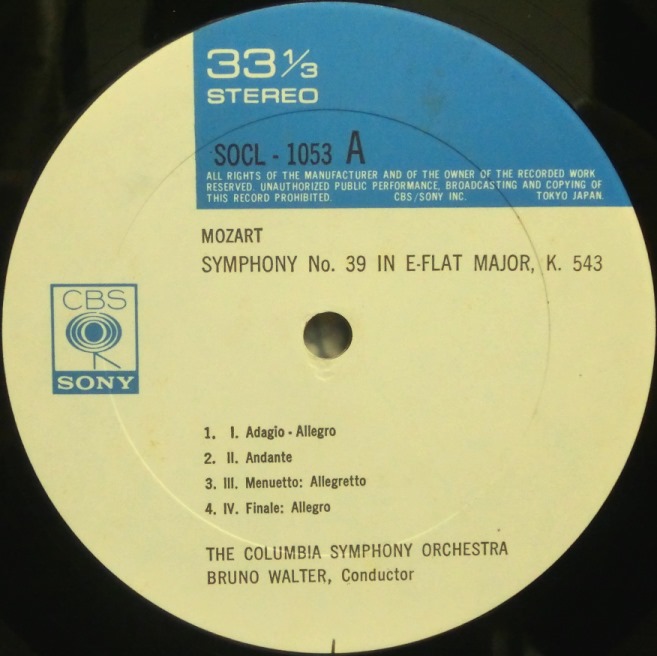 33 1/3
STEREO
SOCL - 1053 A
ALL RIGHTS OF THE MANUFACTURER AND OF THE OWNER OF THE RECORDED WORK
RESERVED. UNAUTHORIZED PUBLIC PERFORMANCE, BROADCASTING AND COPYING OF
THIS RECORD PROHIBITED. CBS/SONY INC. TOKYO JAPAN.
MOZART
SYMPHONY No. 39 IN E-FLAT MAJOR, K. 543
CBS
SONY
1. I. Adagio - Allegro
2. II. Andante
3. III. Menuetto: Allegretto
4. IV. Finale: Allegro
THE COLUMBIA SYMPHONY ORCHESTRA
BRUNO WALTER, Conductor